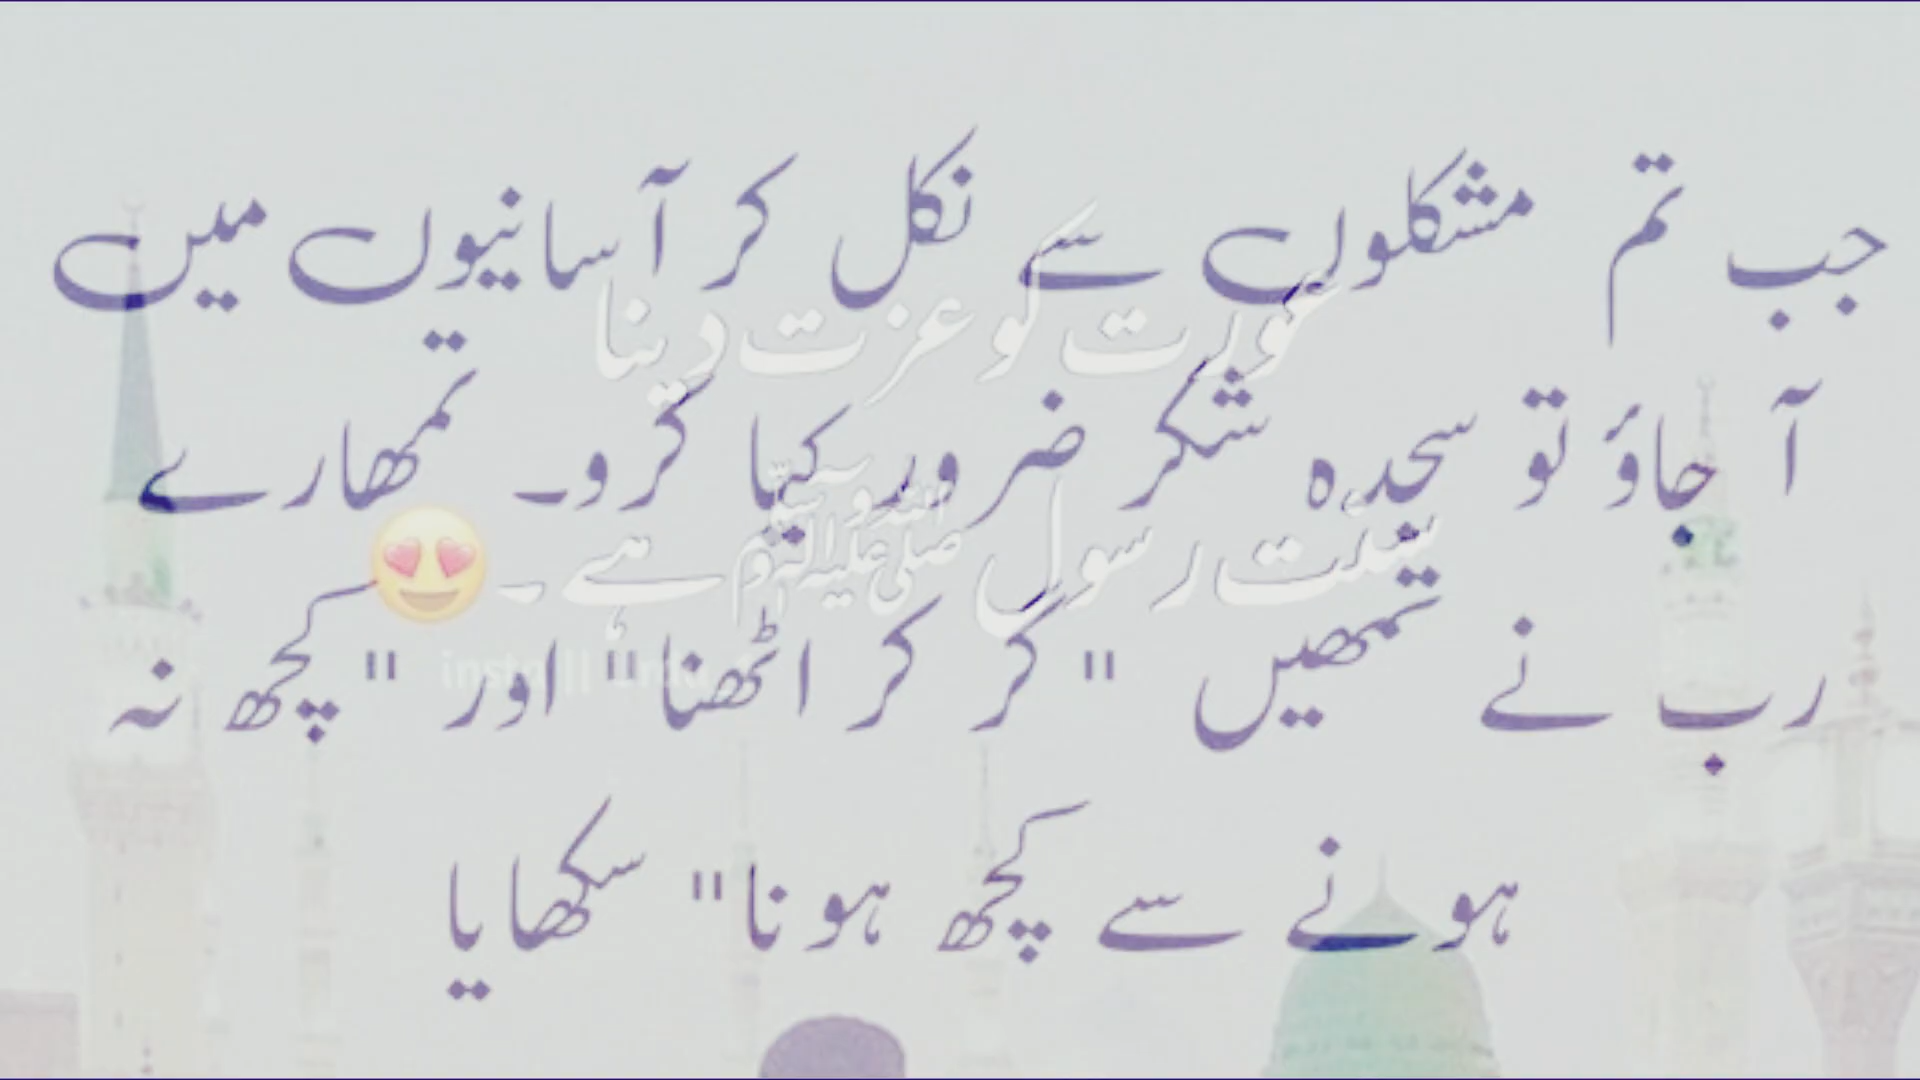 جب تم مشکلوں سے نکل کر آسانیوں میں
عورت کو عزت دینا
آ جاؤ تو سجدہ شکر ضرور کیا کرو۔ تمھارے
سنت رسول صلی اللہ علیہ وآلہ وسلم ہے ۔😍
رب نے تمھیں "گر کر اٹھنا" اور "کچھ نہ
insta ||
ہونے سے کچھ ہونا" سکھایا